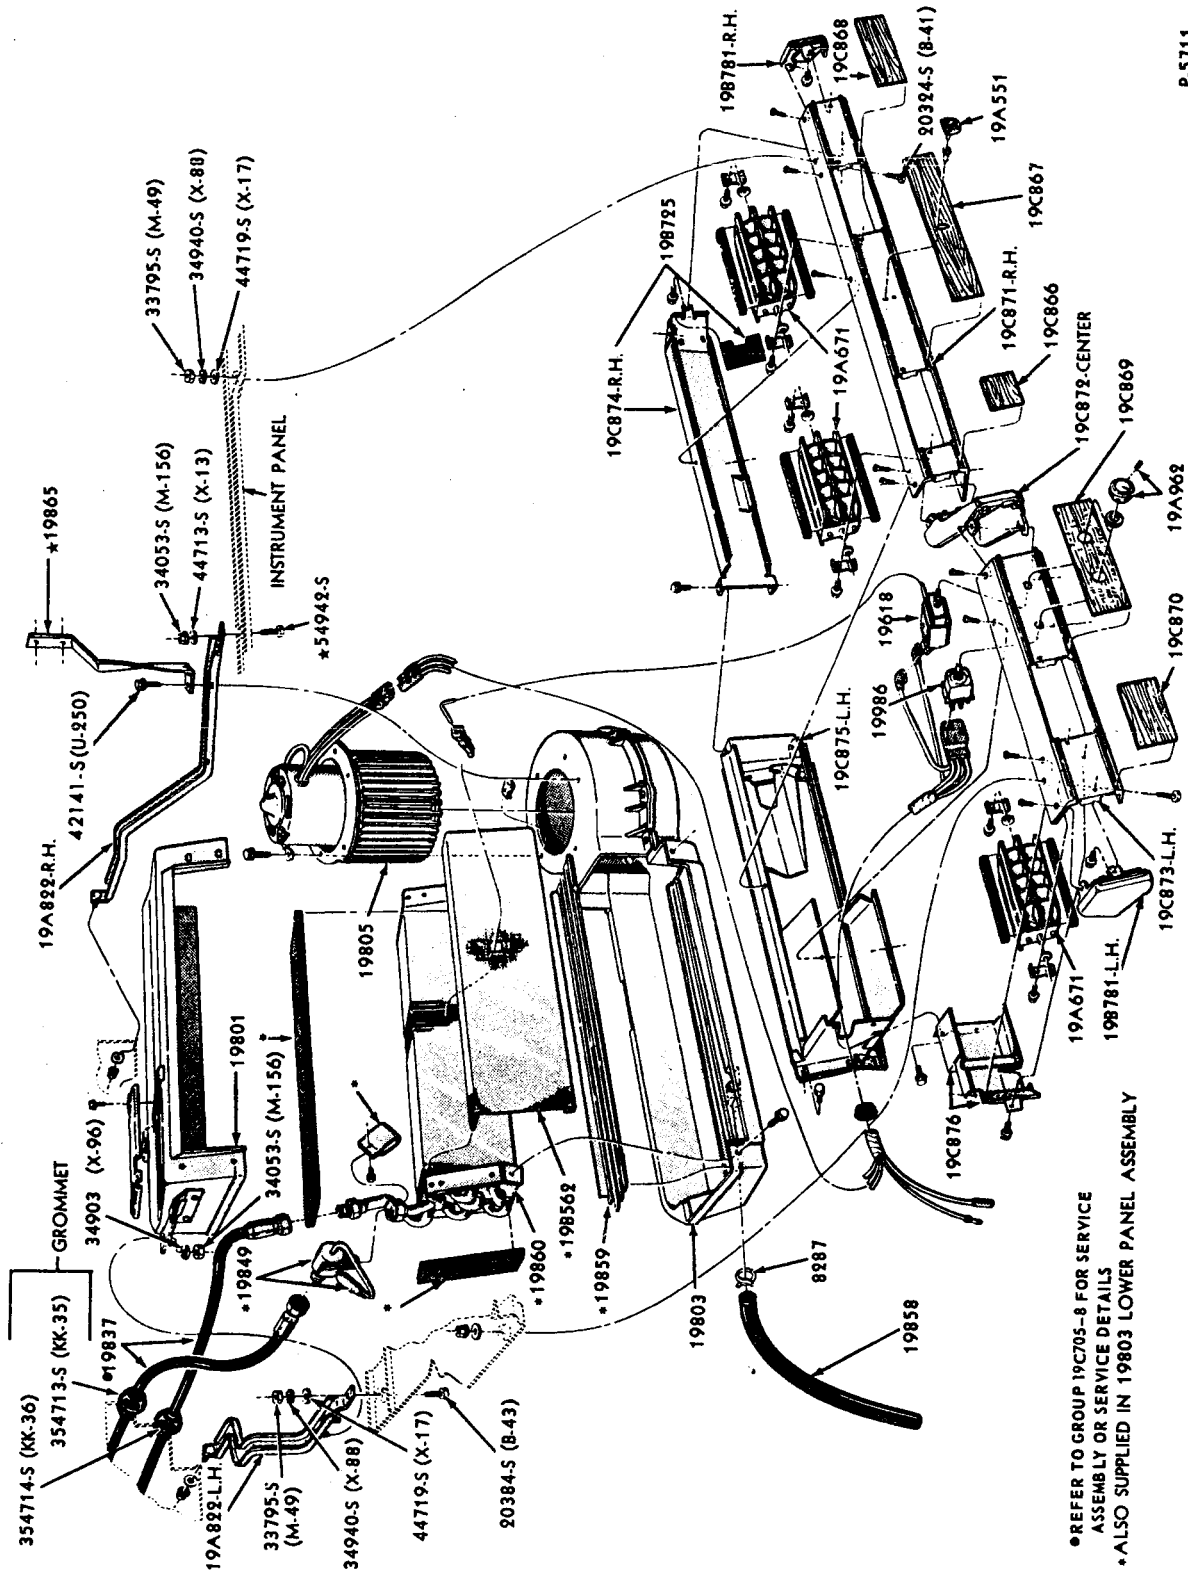 354714-S (KK-36)
354713-S (KK-35)
GROMMET
●19837
34903 (X-96)
19801
34053-S (M-156)
*
*19849
19A822-L.H.
33795-S
(M-49)
34940-S (X-88)
44719-S (X-17)
20384-S (B-43)
*
*
*19860
*19B562
*19859
19803
8287
19858
19A822-R.H.
42141-S (U-250)
★19865
34053-S (M-156)
44713-S (X-13)
INSTRUMENT PANEL
★54942-S
33795-S (M-49)
34940-S (X-88)
44719-S (X-17)
19805
19C874-R.H.
19B725
19B781-R.H.
19C868
20324-S (B-41)
19A551
19C867
19C871-R.H.
19C866
19A671
19C872-CENTER
19C869
19A962
19C870
19618
19986
19C875-L.H.
19C873-L.H.
19B781-L.H.
19A671
19C876
●REFER TO GROUP 19C705-8 FOR SERVICE
ASSEMBLY OR SERVICE DETAILS
*ALSO SUPPLIED IN 19803 LOWER PANEL ASSEMBLY